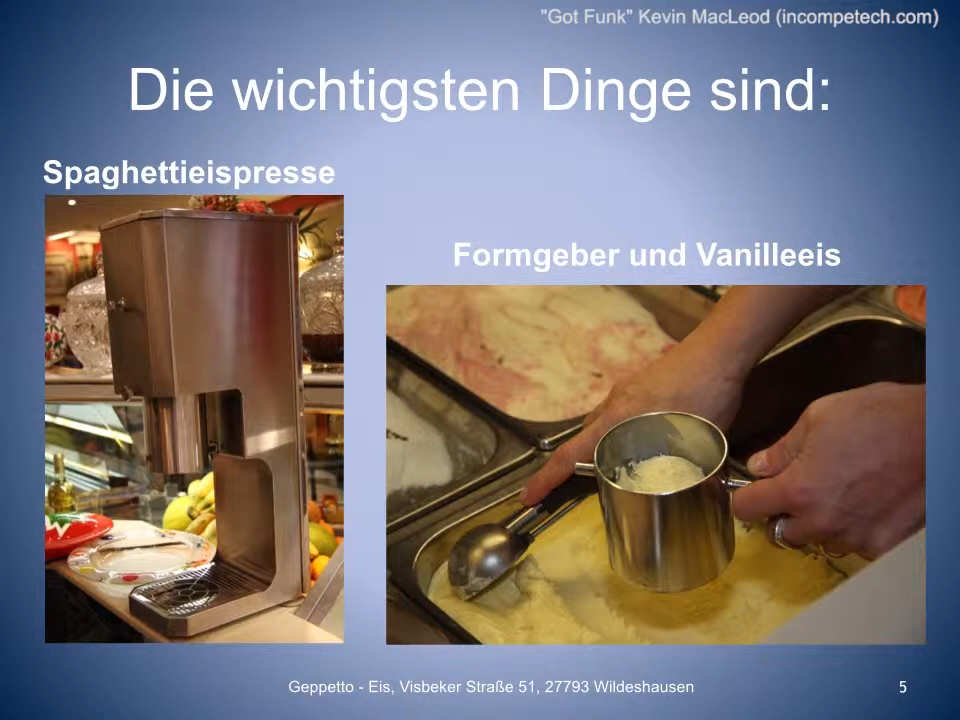 "Got Funk" Kevin MacLeod (incompetech.com)
Die wichtigsten Dinge sind:
Spaghettieispresse
Formgeber und Vanilleeis
Geppetto - Eis, Visbeker Straße 51, 27793 Wildeshausen
5